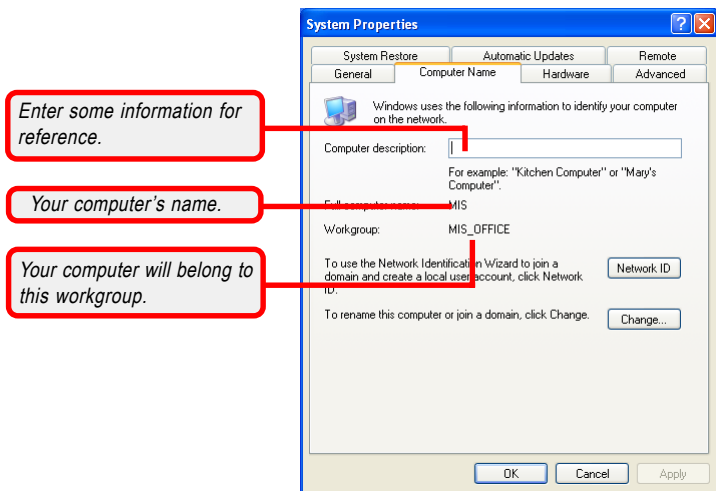 System Properties
System Restore
Automatic Updates
Remote
General
Computer Name
Hardware
Advanced
Windows uses the following information to identify your computer
on the network.
Enter some information for
reference.
Computer description:
For example: "Kitchen Computer" or "Mary's
Computer".
Your computer's name.
Full computer name:
MIS
Workgroup:
MIS_OFFICE
Your computer will belong to
this workgroup.
To use the Network Identification Wizard to join a
domain and create a local user account, click Network
ID.
Network ID
To rename this computer or join a domain, click Change.
Change...
OK
Cancel
Apply